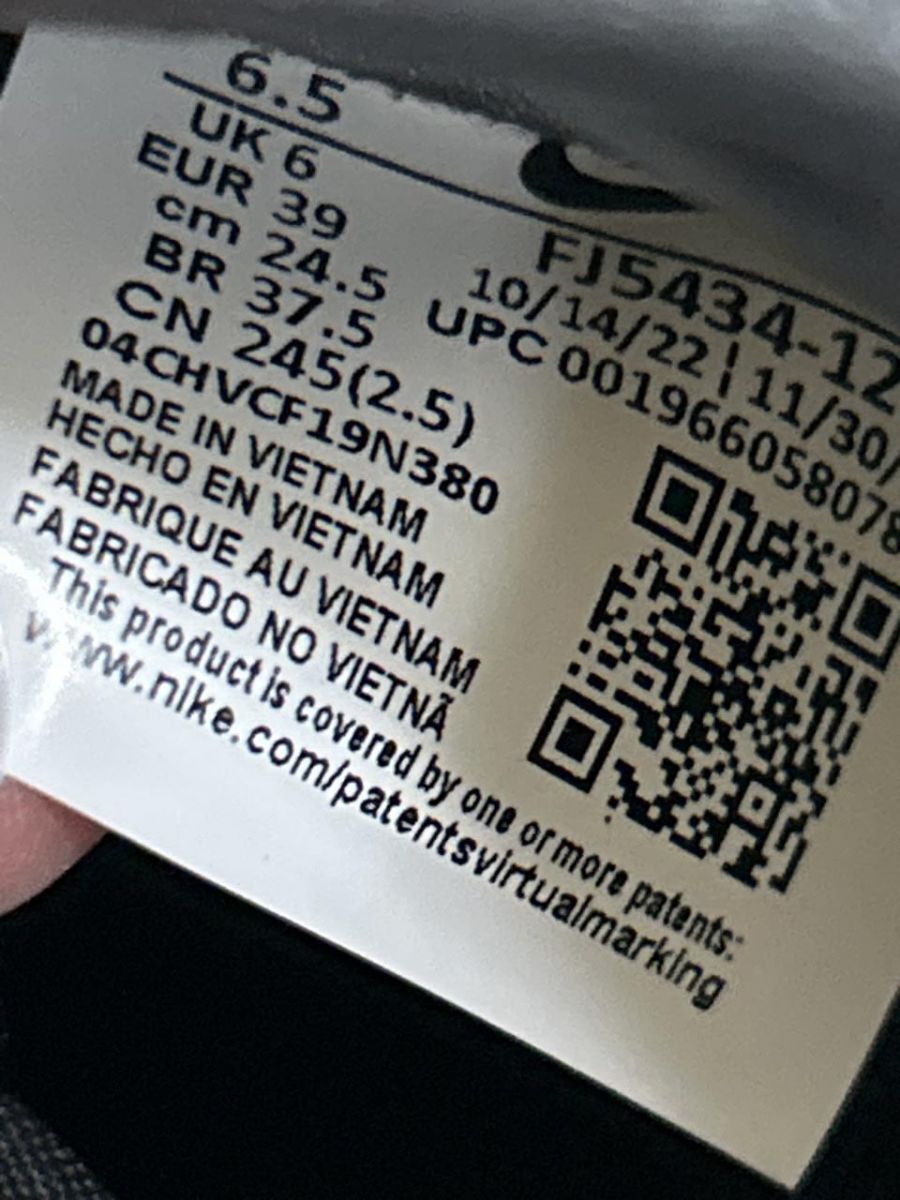 6.5
UK 6
EUR 39
cm 24.5
BR 37.5
CN 245(2.5)
04CHVCF19N380
MADE IN VIETNAM
HECHO EN VIETNAM
FABRIQUE AU VIETNAM
FABRICADO NO VIETNÃ
This product is covered by one or more patents:
www.nike.com/patentsvirtualmarking
FJ5434-12
10/14/22 ¦ 11/30/
UPC 001966058078